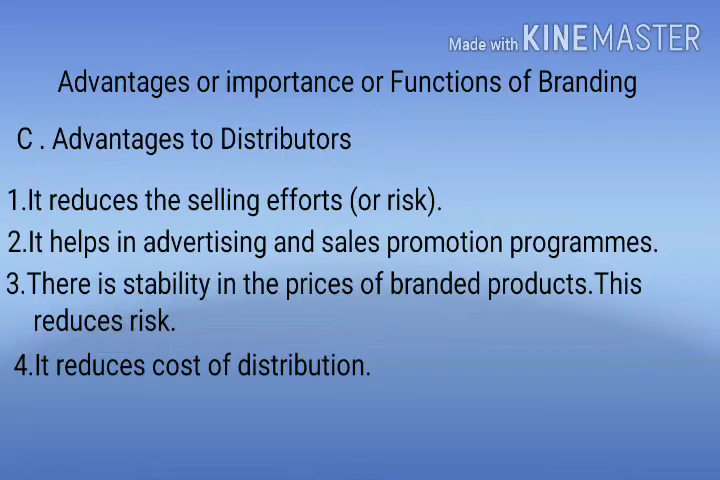 Made with KINEMASTER
Advantages or importance or Functions of Branding
C . Advantages to Distributors
1.It reduces the selling efforts (or risk).
2.It helps in advertising and sales promotion programmes.
3.There is stability in the prices of branded products.This
reduces risk.
4.It reduces cost of distribution.